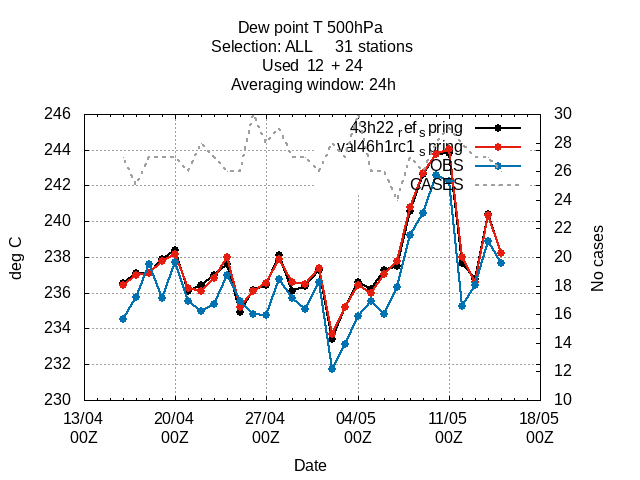 Dew point T 500hPa
Selection: ALL 31 stations
Used 12 + 24
Averaging window: 24h
246 30
43h22_ref_spring
val46h1rc1_spring
OBS
CASES
244 28
242 26
24
240 22
238 20
236 18
234 16
14
232 12
230 10
deg C
No cases
13/04 20/04 27/04 04/05 11/05 18/05
00Z 00Z 00Z 00Z 00Z 00Z
Date